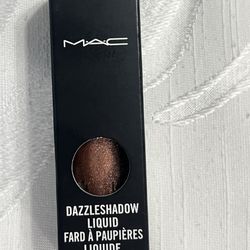 MAC
DAZZLESHADOW
LIQUID
FARD À PAUPIÈRES
LIQUIDE